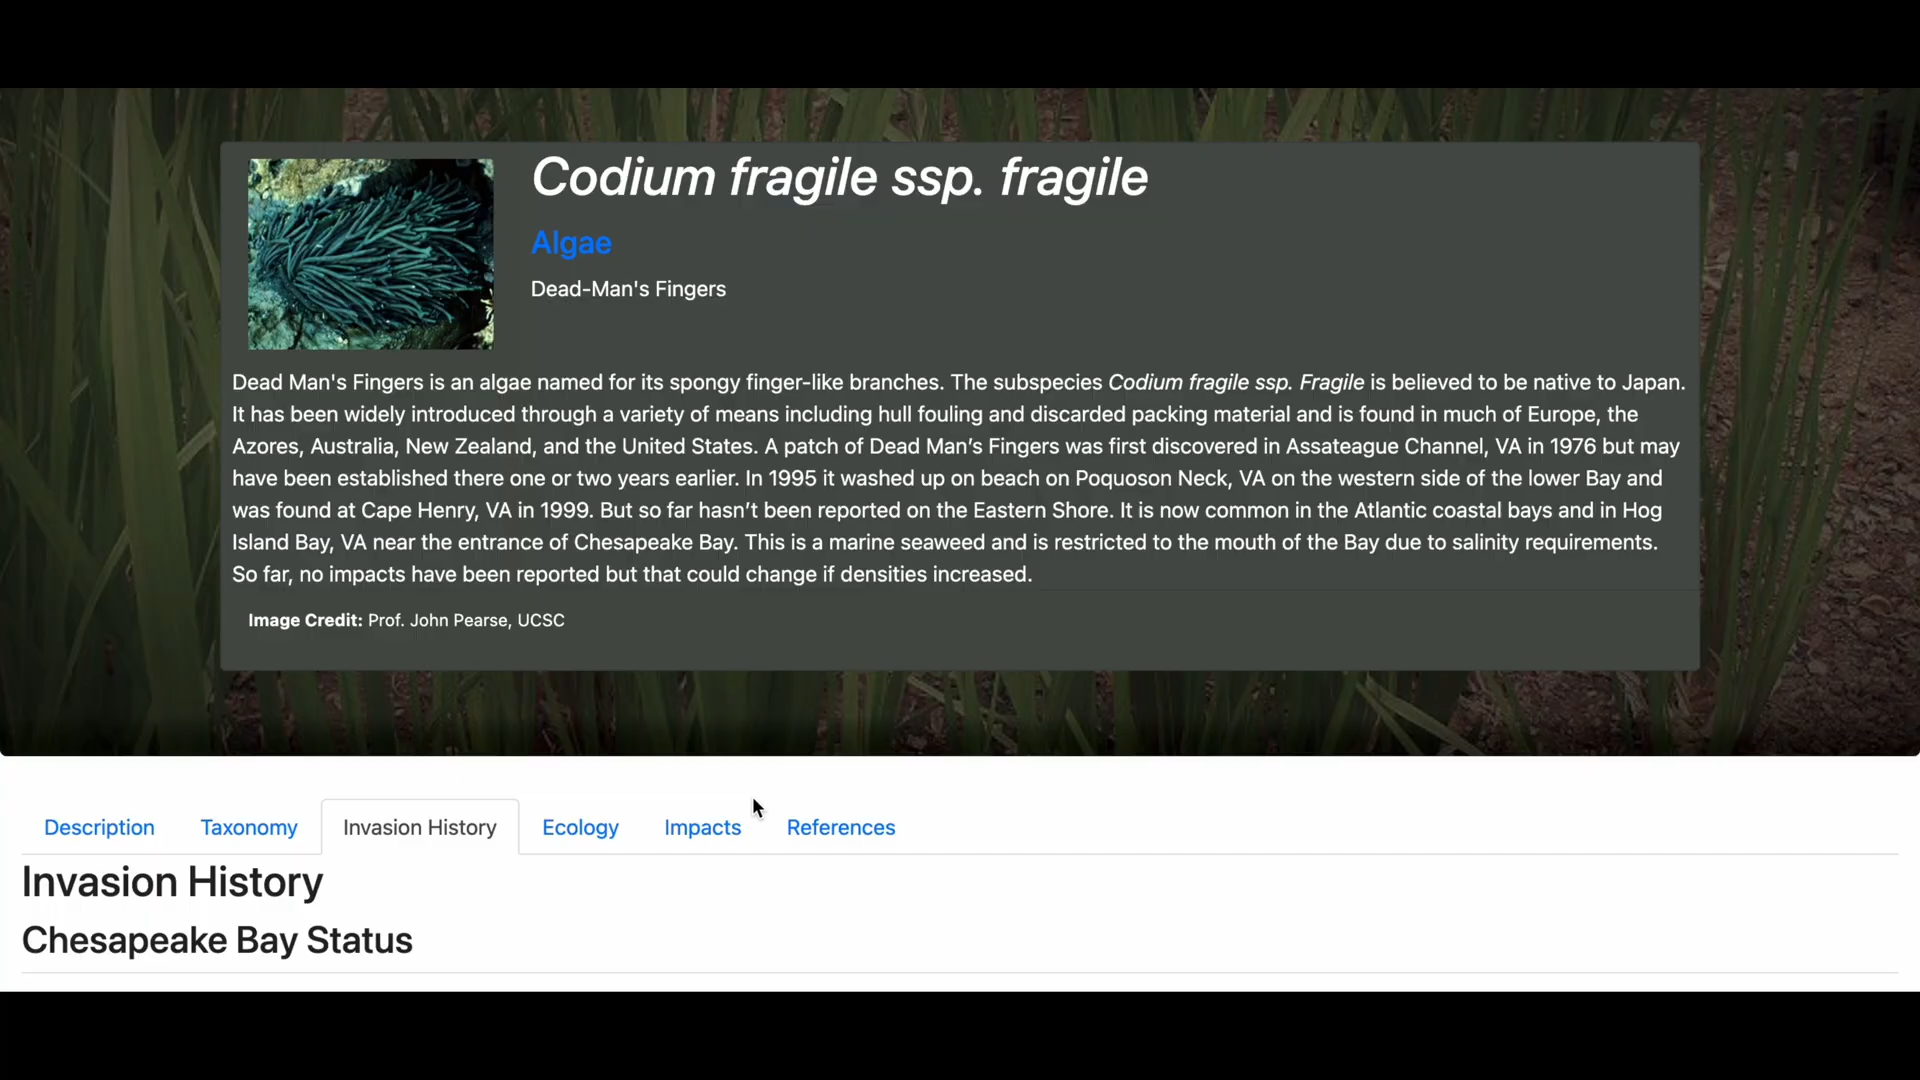 Codium fragile ssp. fragile
Algae
Dead-Man's Fingers
Dead Man's Fingers is an algae named for its spongy finger-like branches. The subspecies Codium fragile ssp. Fragile is believed to be native to Japan.
It has been widely introduced through a variety of means including hull fouling and discarded packing material and is found in much of Europe, the
Azores, Australia, New Zealand, and the United States. A patch of Dead Man’s Fingers was first discovered in Assateague Channel, VA in 1976 but may
have been established there one or two years earlier. In 1995 it washed up on beach on Poquoson Neck, VA on the western side of the lower Bay and
was found at Cape Henry, VA in 1999. But so far hasn’t been reported on the Eastern Shore. It is now common in the Atlantic coastal bays and in Hog
Island Bay, VA near the entrance of Chesapeake Bay. This is a marine seaweed and is restricted to the mouth of the Bay due to salinity requirements.
So far, no impacts have been reported but that could change if densities increased.
Image Credit: Prof. John Pearse, UCSC
Description Taxonomy Invasion History Ecology Impacts References
Invasion History
Chesapeake Bay Status